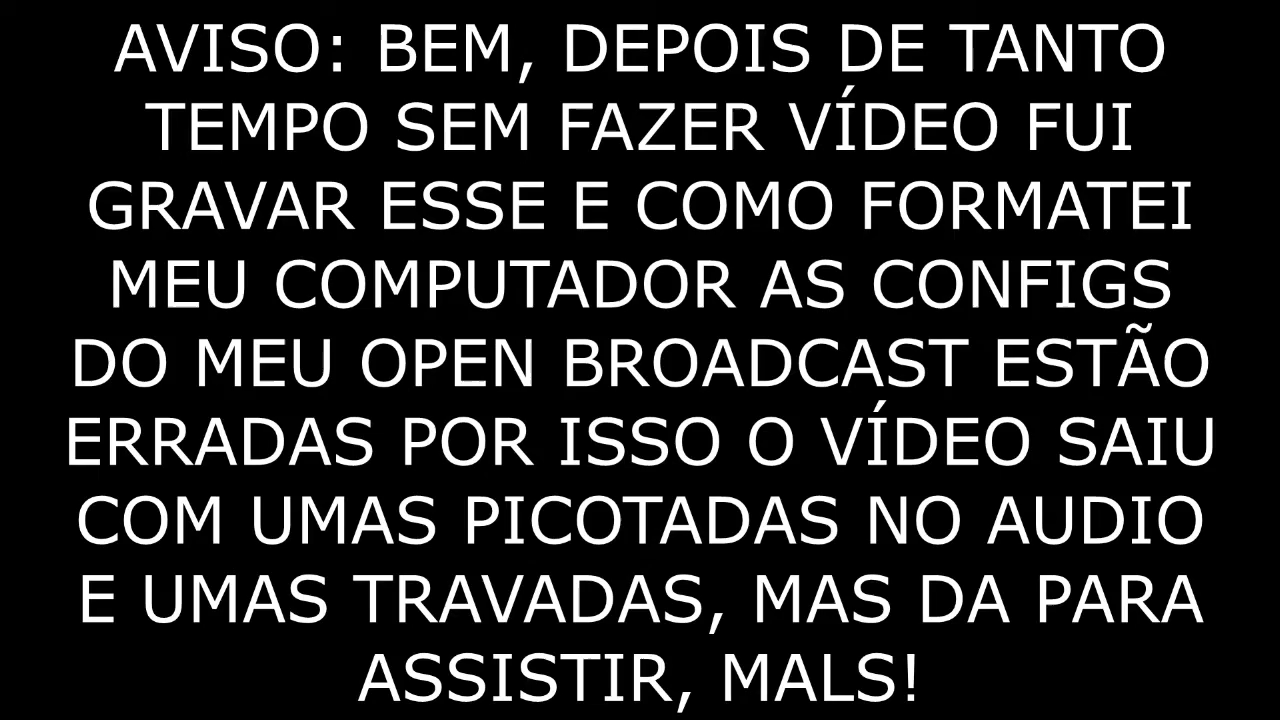 AVISO: BEM, DEPOIS DE TANTO
TEMPO SEM FAZER VÍDEO FUI
GRAVAR ESSE E COMO FORMATEI
MEU COMPUTADOR AS CONFIGS
DO MEU OPEN BROADCAST ESTÃO
ERRADAS POR ISSO O VÍDEO SAIU
COM UMAS PICOTADAS NO AUDIO
E UMAS TRAVADAS, MAS DA PARA
ASSISTIR, MALS!